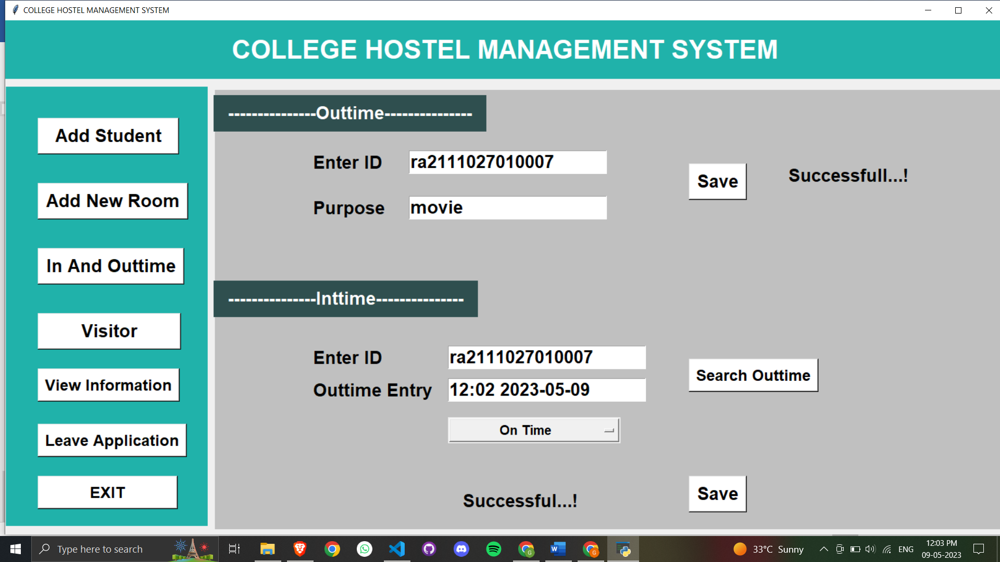 COLLEGE HOSTEL MANAGEMENT SYSTEM
COLLEGE HOSTEL MANAGEMENT SYSTEM
Add Student
Add New Room
In And Outtime
Visitor
View Information
Leave Application
EXIT
---------------Outtime---------------
Enter ID
ra2111027010007
Purpose
movie
Save
Successfull...!
---------------Inttime---------------
Enter ID
ra2111027010007
Outtime Entry
12:02 2023-05-09
Search Outtime
On Time
Successful...!
Save
Type here to search
33°C Sunny
ENG
12:03 PM
09-05-2023